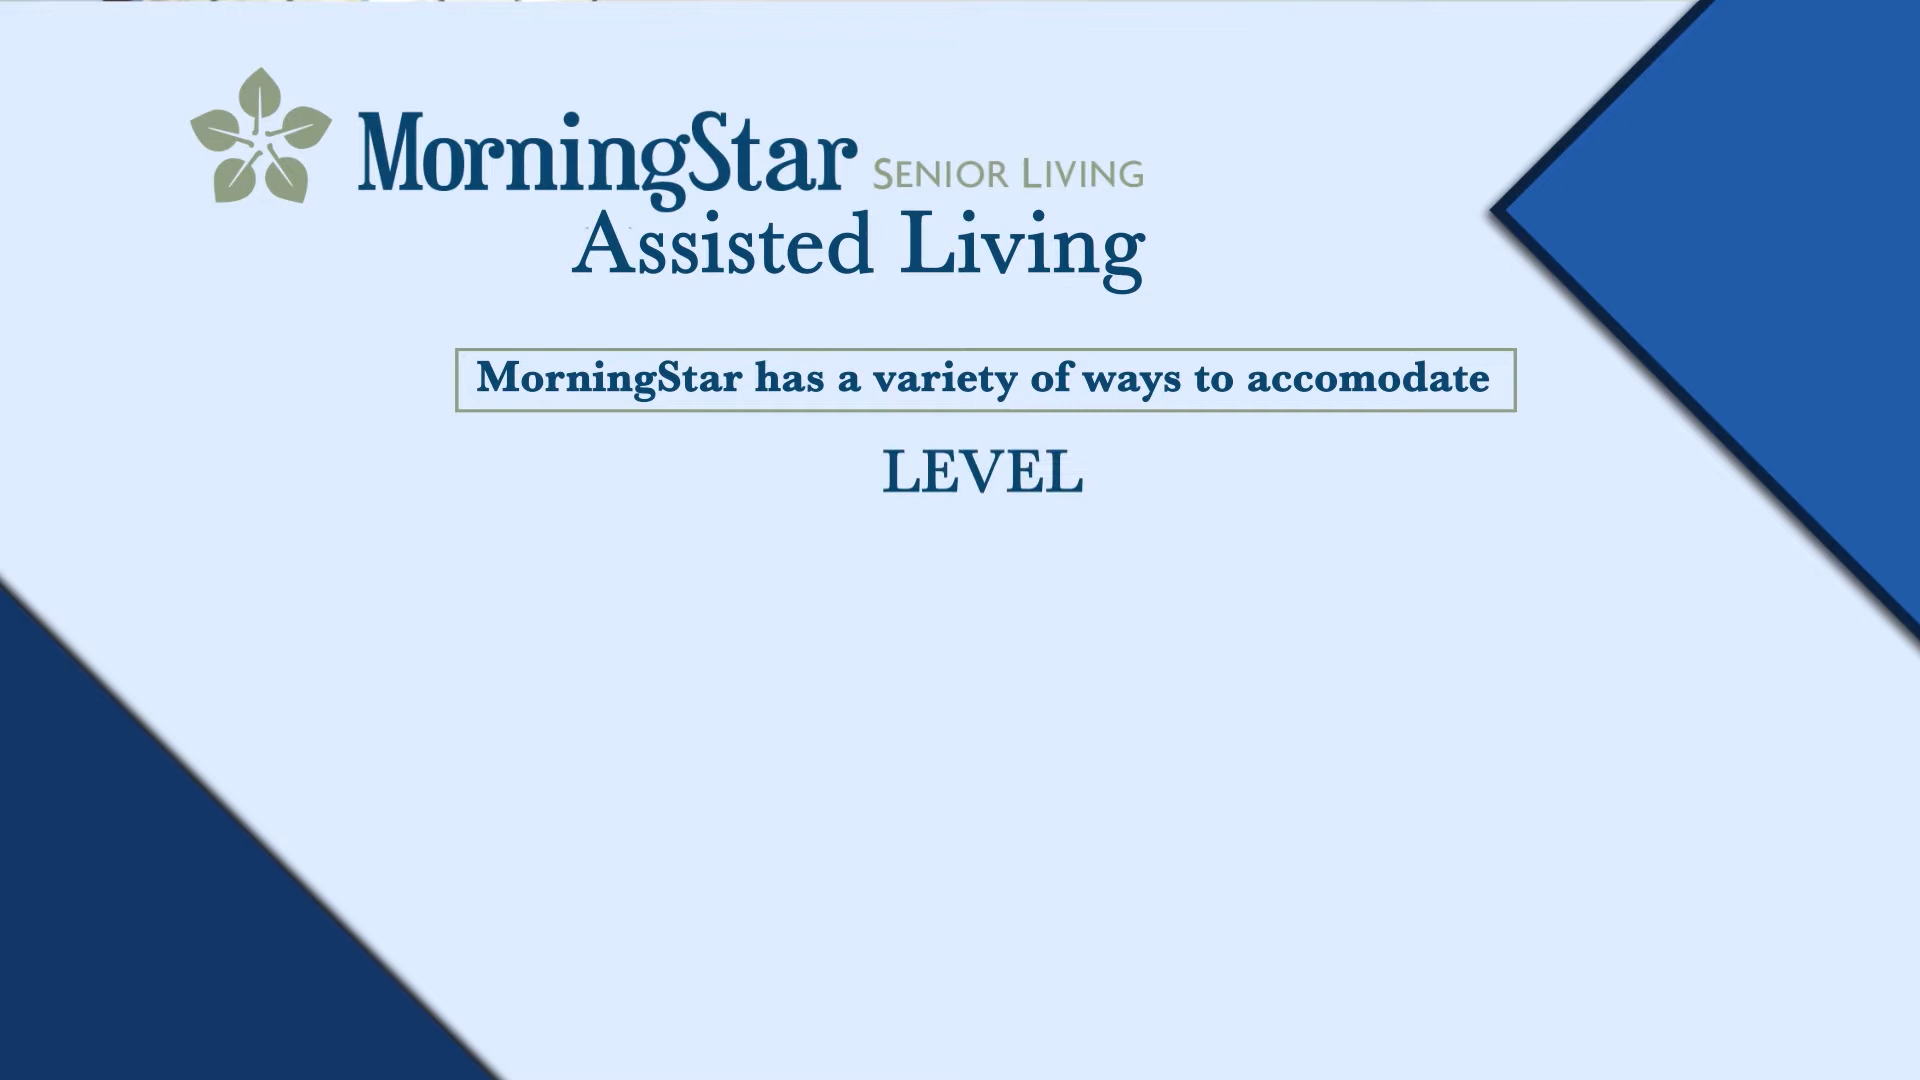 MorningStar SENIOR LIVING
Assisted Living
MorningStar has a variety of ways to accomodate
LEVEL